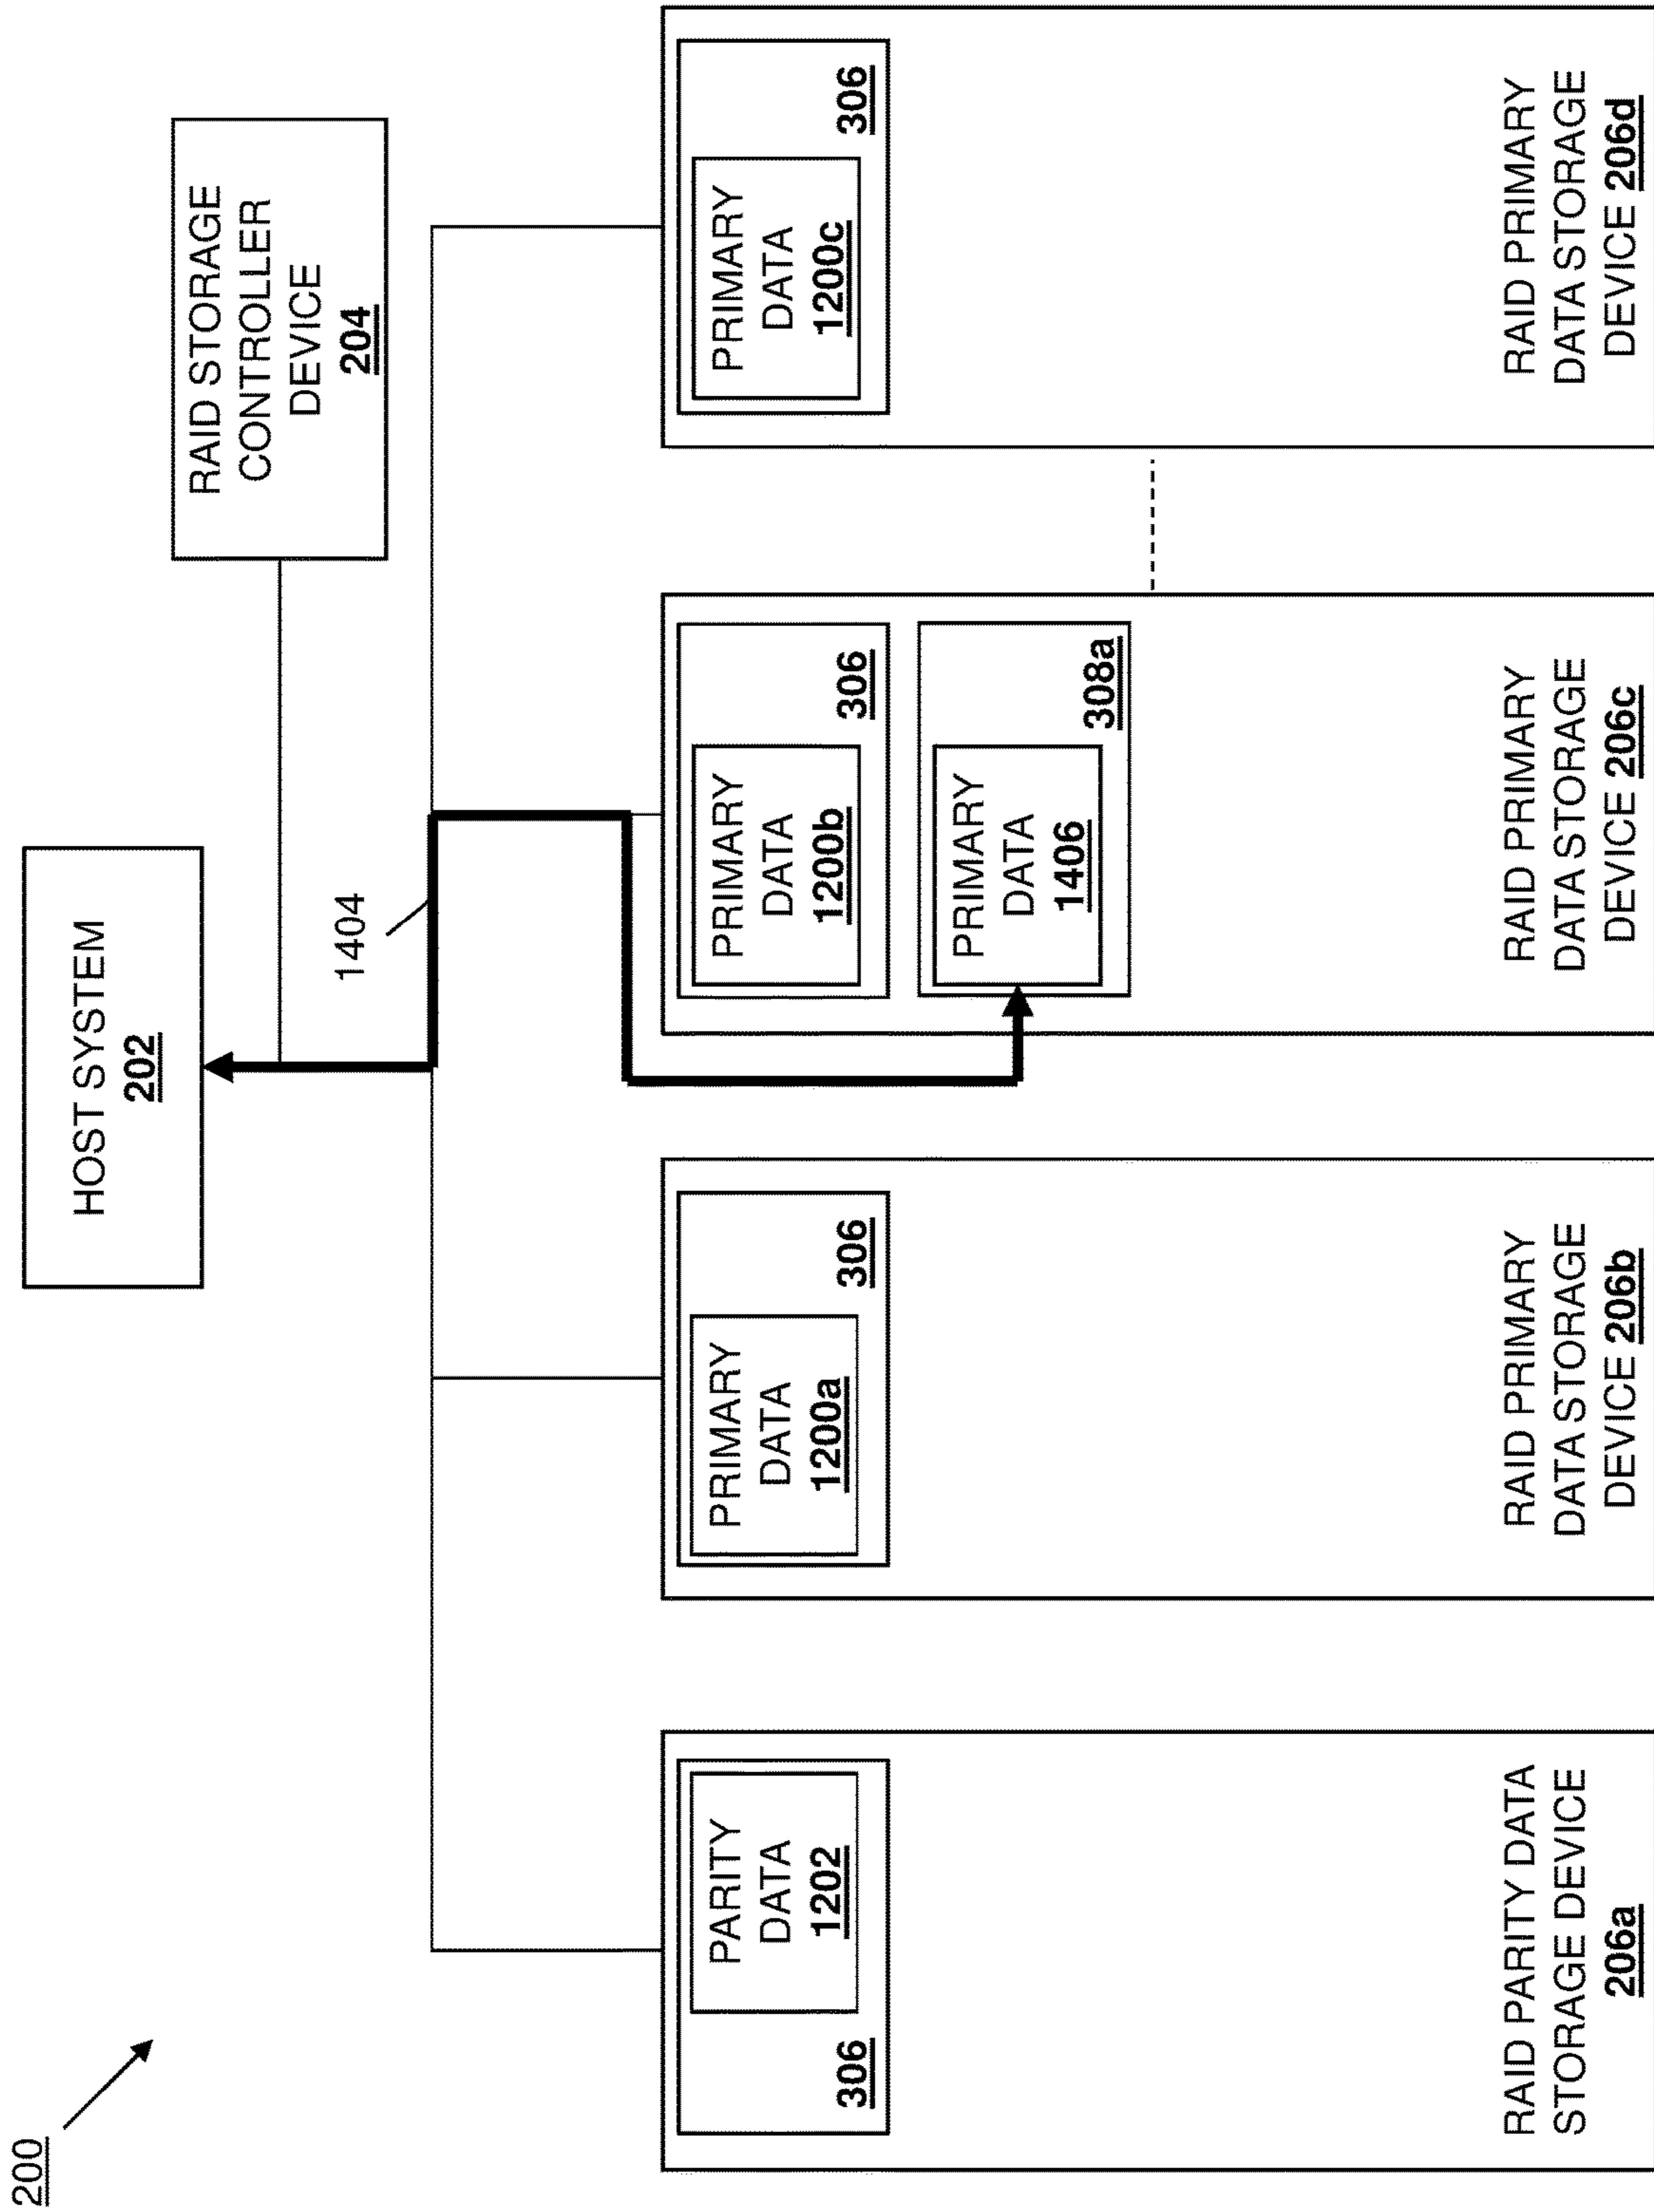 200
HOST SYSTEM
202
RAID STORAGE
CONTROLLER
DEVICE
204
1404
306
PARITY
DATA
1202
RAID PARITY DATA
STORAGE DEVICE
206a
PRIMARY
DATA
1200a
306
RAID PRIMARY
DATA STORAGE
DEVICE 206b
PRIMARY
DATA
1200b
306
PRIMARY
DATA
1406
308a
RAID PRIMARY
DATA STORAGE
DEVICE 206c
PRIMARY
DATA
1200c
306
RAID PRIMARY
DATA STORAGE
DEVICE 206d